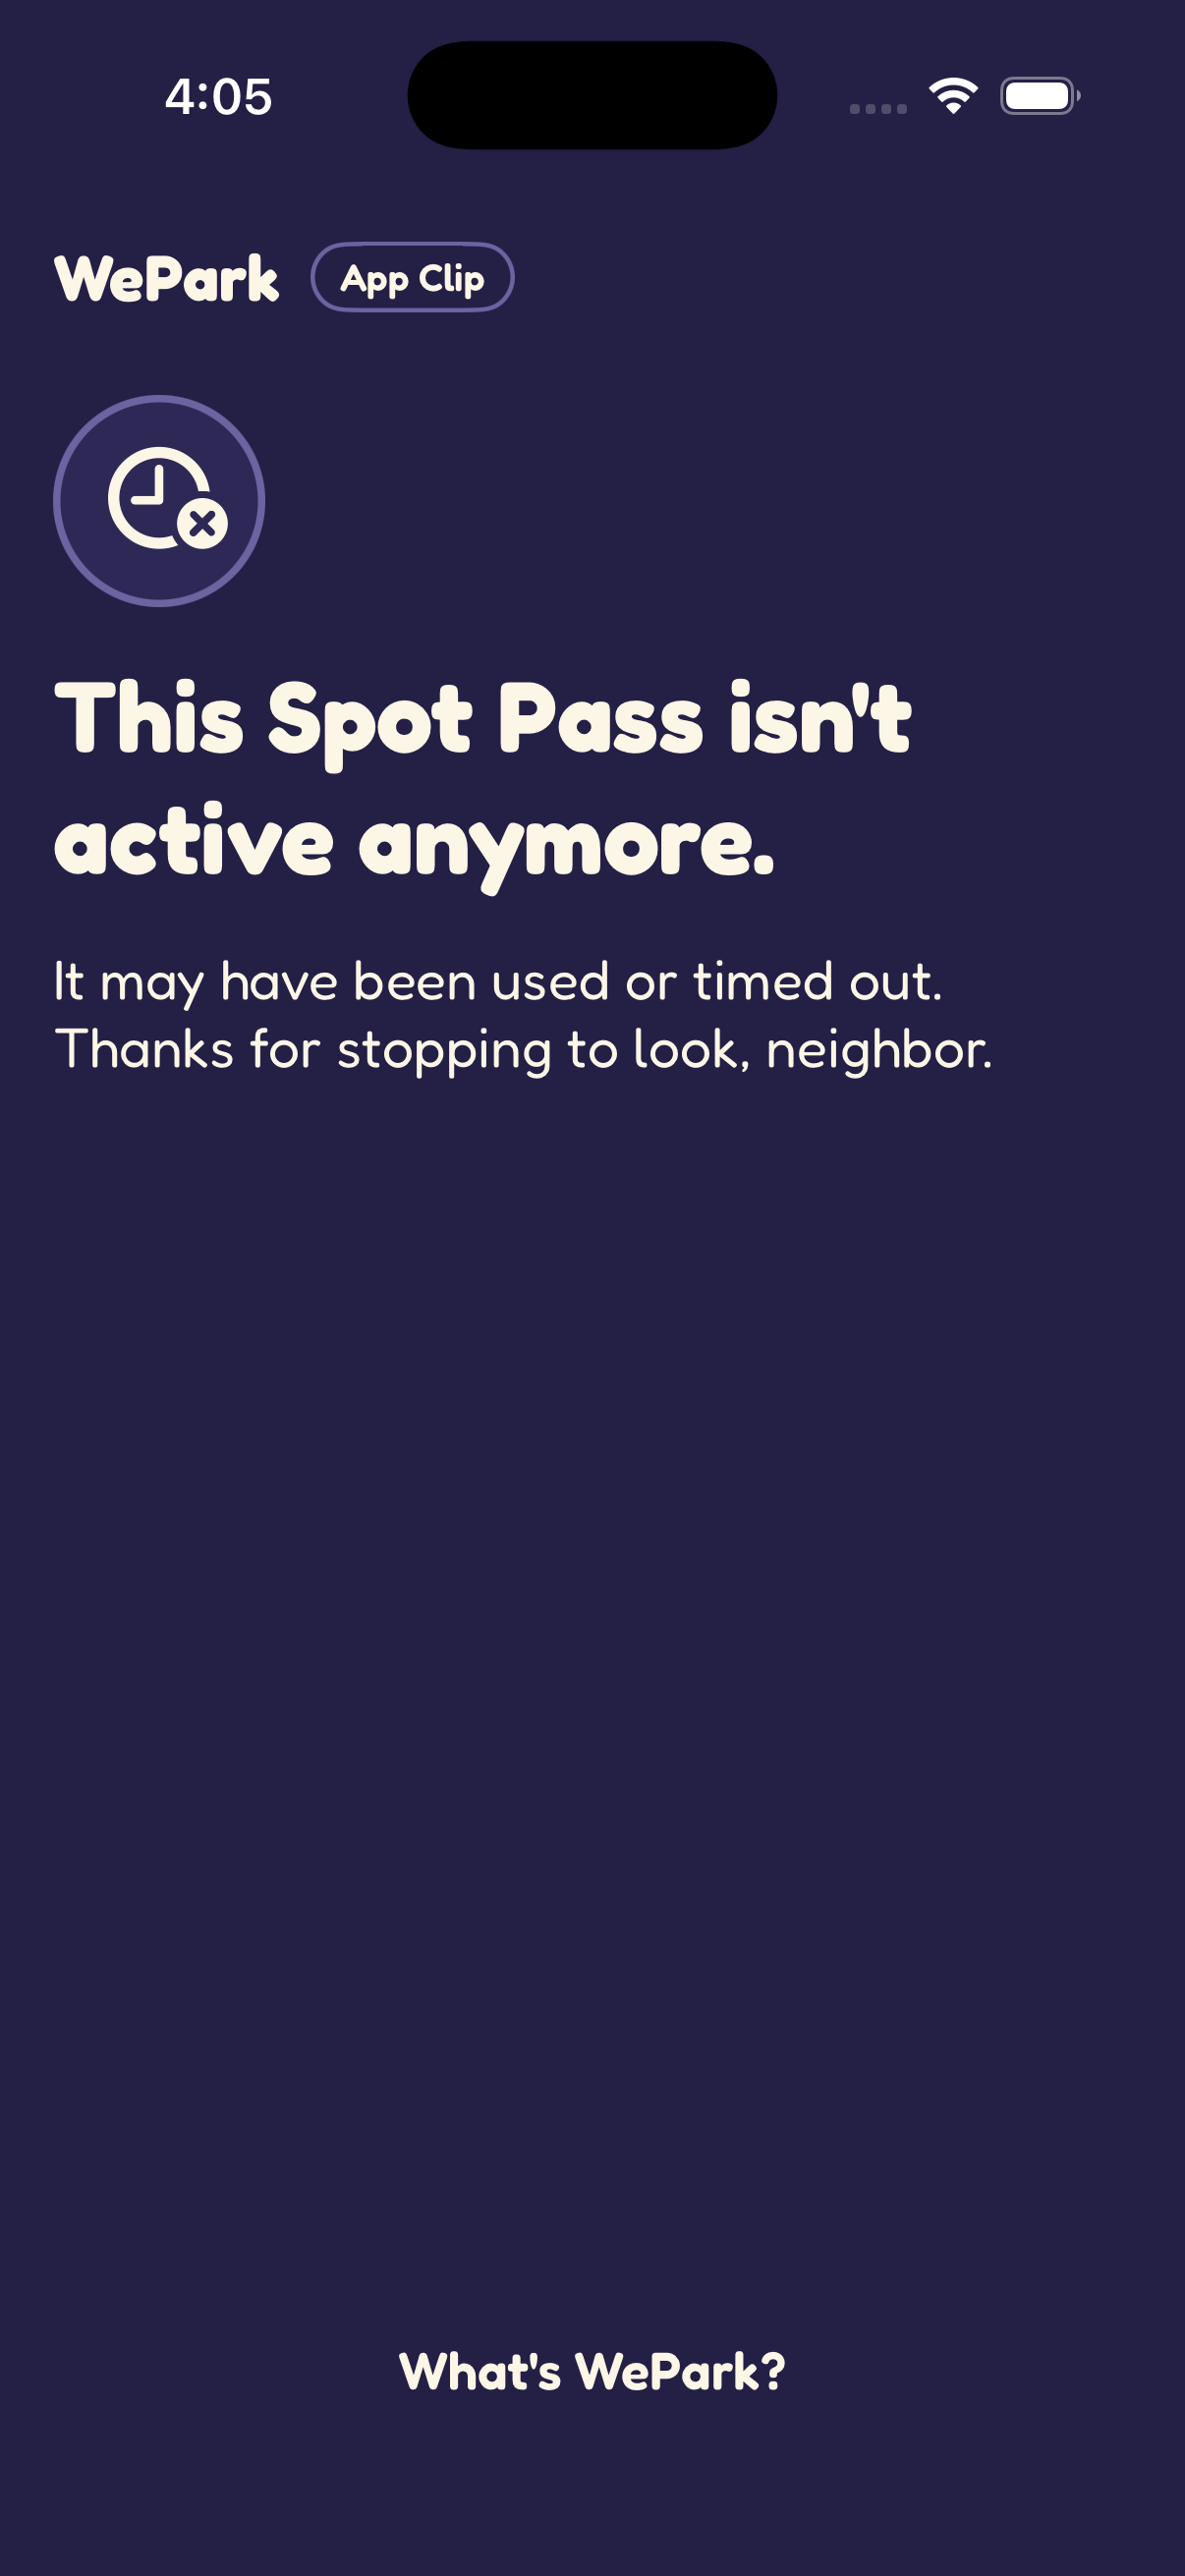 4:05
WePark
App Clip
This Spot Pass isn't
active anymore.
It may have been used or timed out.
Thanks for stopping to look, neighbor.
What's WePark?